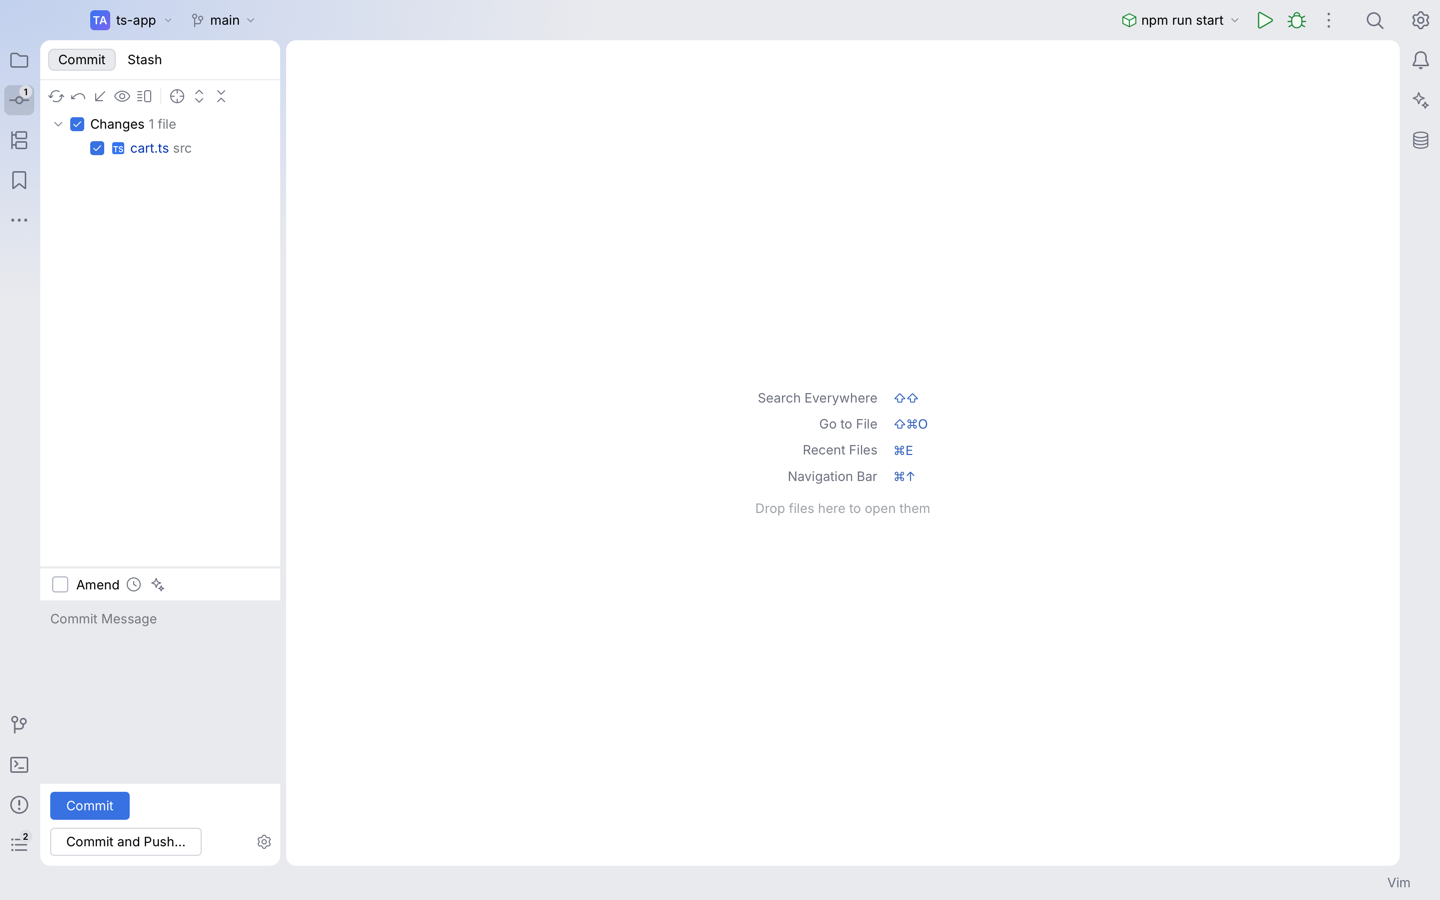 TA ts-app main npm run start
1
Commit Stash
Changes 1 file
TS cart.ts src
Search Everywhere ⇧⇧
Go to File ⇧⌘O
Recent Files ⌘E
Navigation Bar ⌘↑
Drop files here to open them
Amend
Commit Message
Commit
Commit and Push...
2
Vim